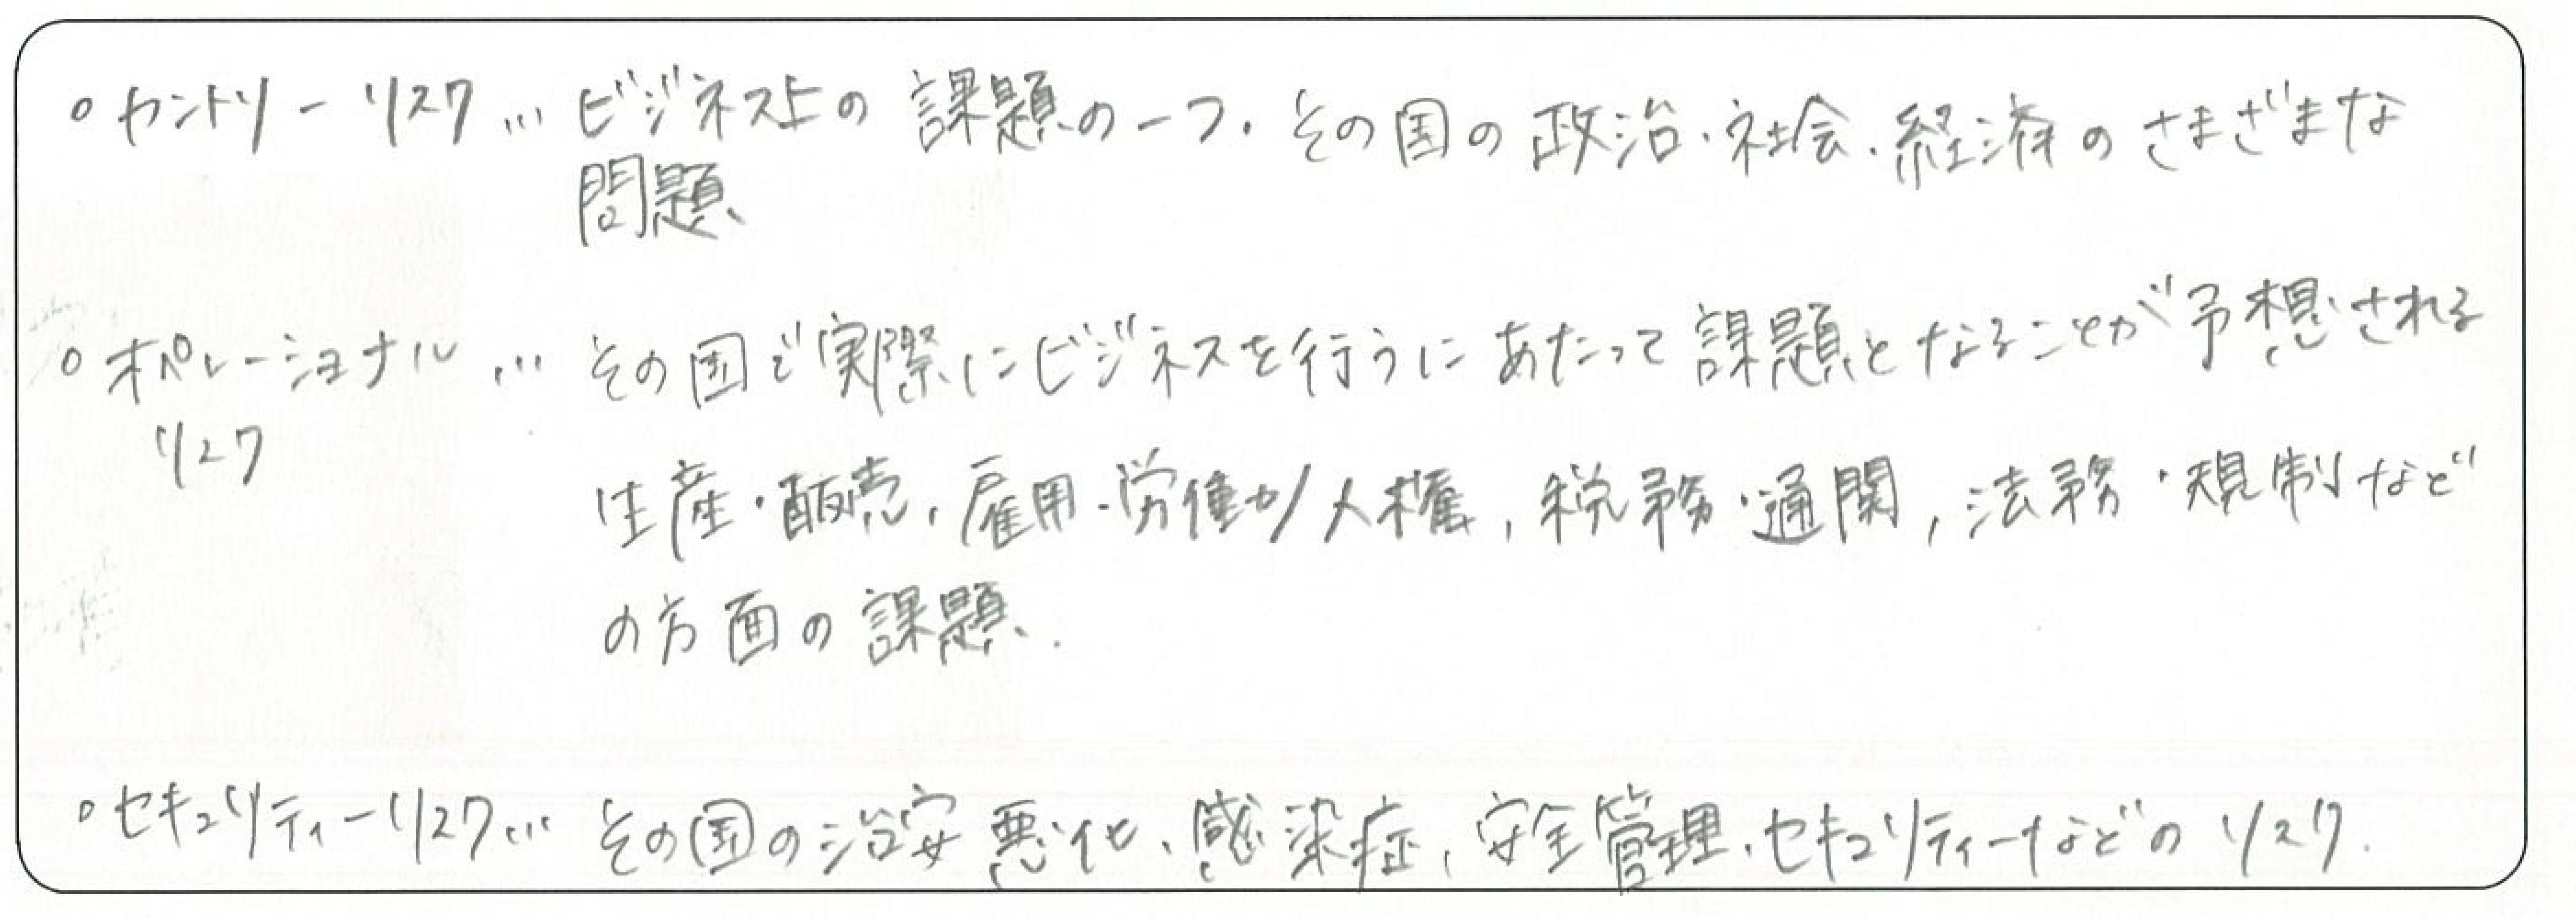 ○カントリーリスク… ビジネス上の課題の一つ. その国の政治・社会・経済のさまざまな
問題
○オペレーショナル… その国で実際にビジネスを行うにあたって課題となることが予想される
リスク
生産・販売, 雇用・労働力/人権, 税務・通関, 法務・規制など
の方面の課題.
○セキュリティーリスク… その国の治安悪化, 感染症, 安全管理, セキュリティーなどのリスク.